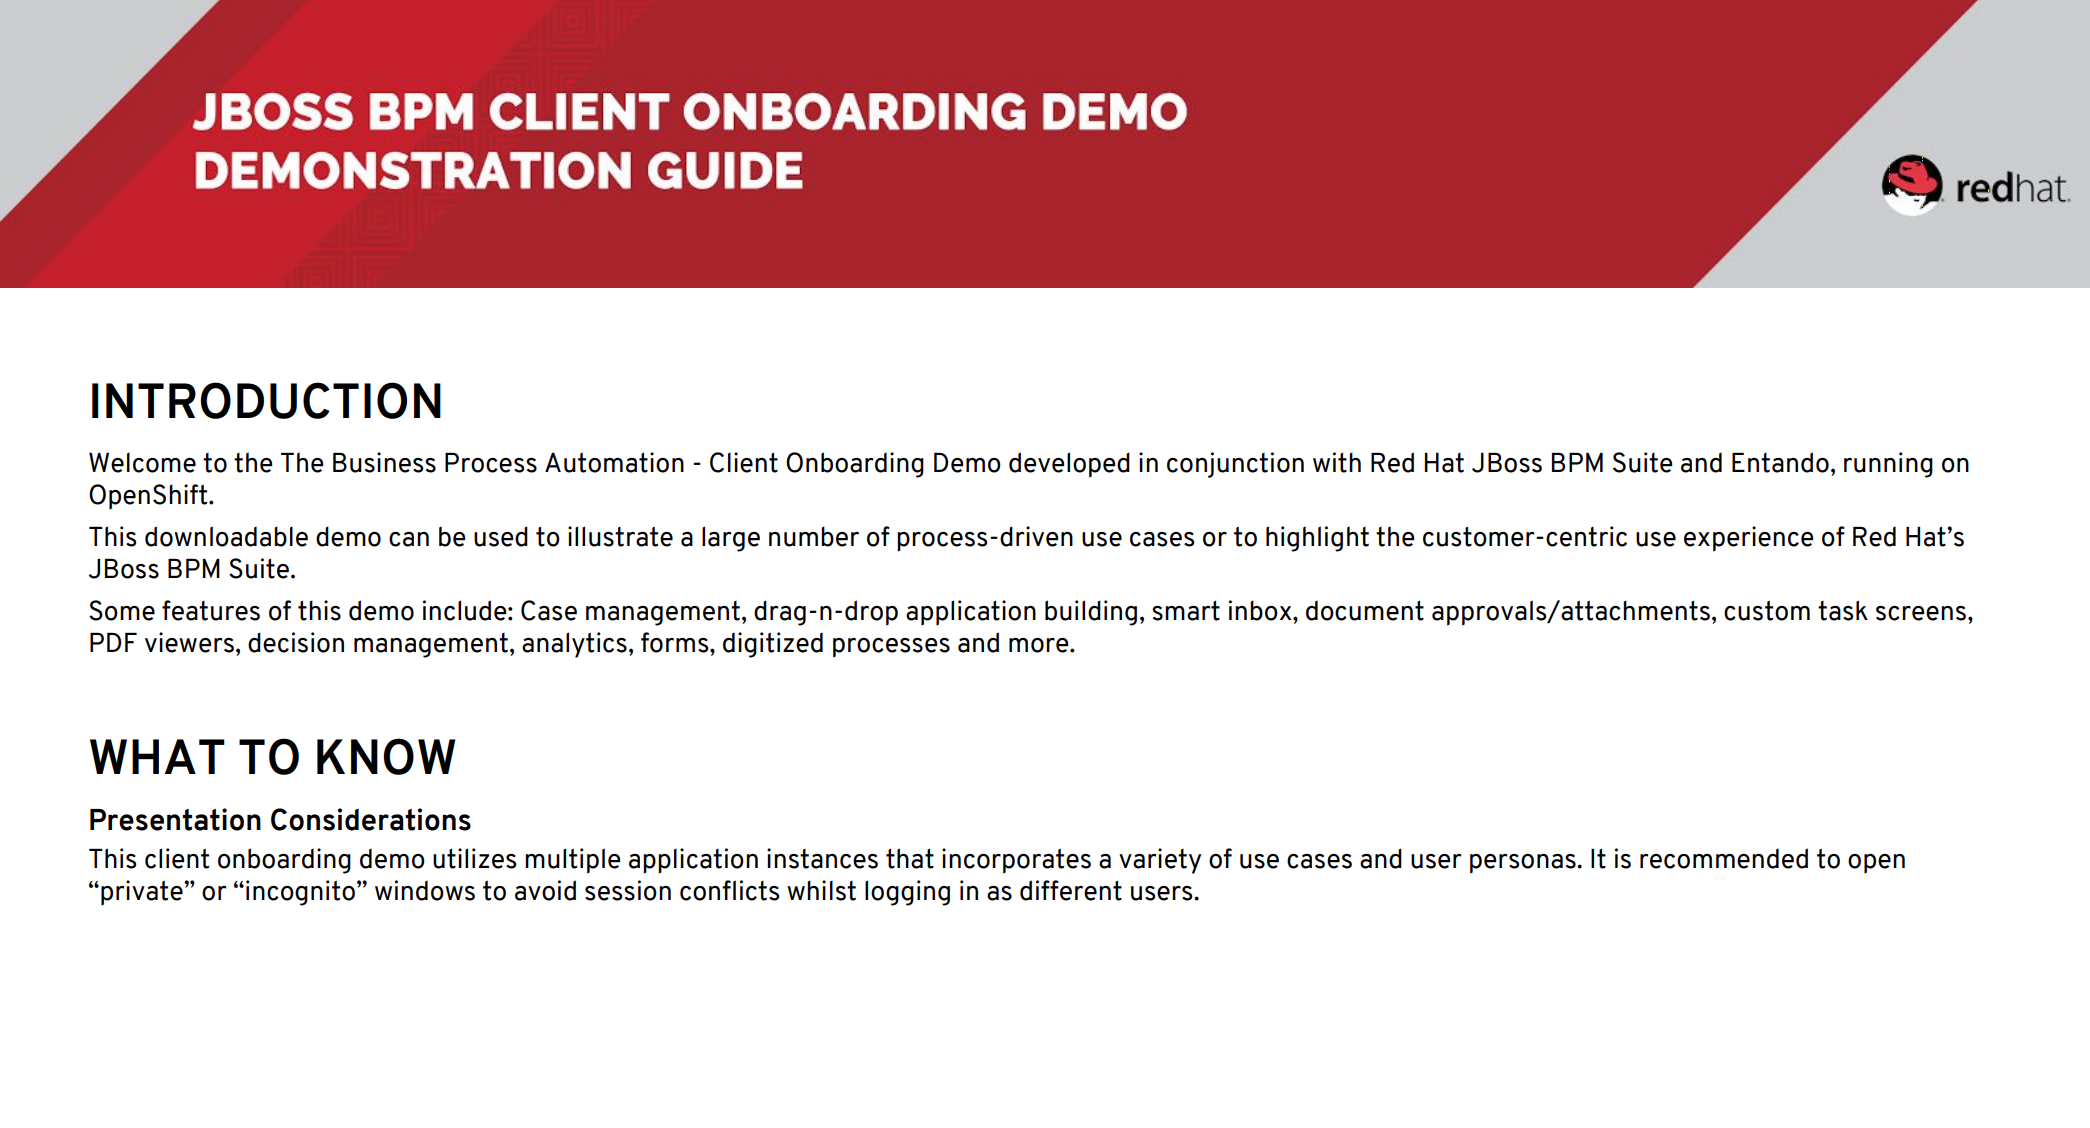 JBOSS BPM CLIENT ONBOARDING DEMO
DEMONSTRATION GUIDE
redhat.
INTRODUCTION
Welcome to the The Business Process Automation - Client Onboarding Demo developed in conjunction with Red Hat JBoss BPM Suite and Entando, running on
OpenShift.
This downloadable demo can be used to illustrate a large number of process-driven use cases or to highlight the customer-centric use experience of Red Hat’s
JBoss BPM Suite.
Some features of this demo include: Case management, drag-n-drop application building, smart inbox, document approvals/attachments, custom task screens,
PDF viewers, decision management, analytics, forms, digitized processes and more.
WHAT TO KNOW
Presentation Considerations
This client onboarding demo utilizes multiple application instances that incorporates a variety of use cases and user personas. It is recommended to open
“private” or “incognito” windows to avoid session conflicts whilst logging in as different users.